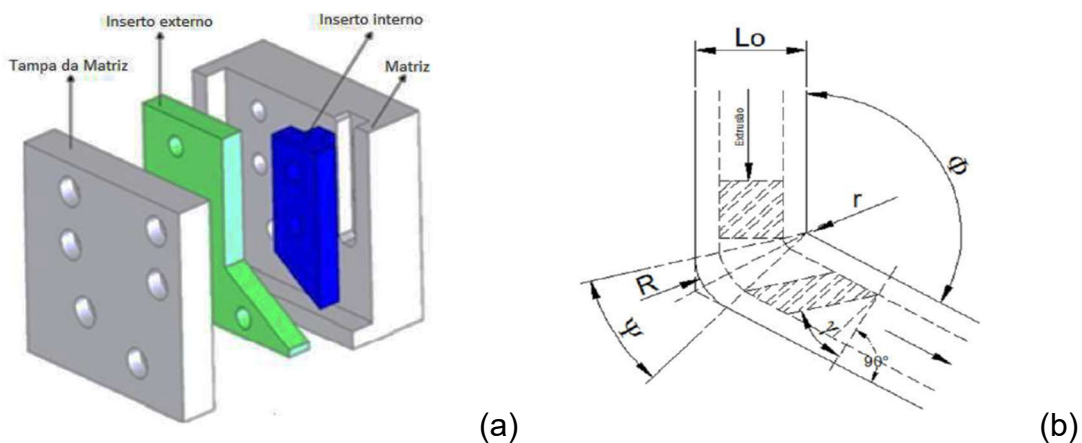 Inserto externo
Inserto interno
Tampa da Matriz
Matriz
(a)
Lo
Extrusão
Φ
r
R
Ψ
γ
90°
(b)